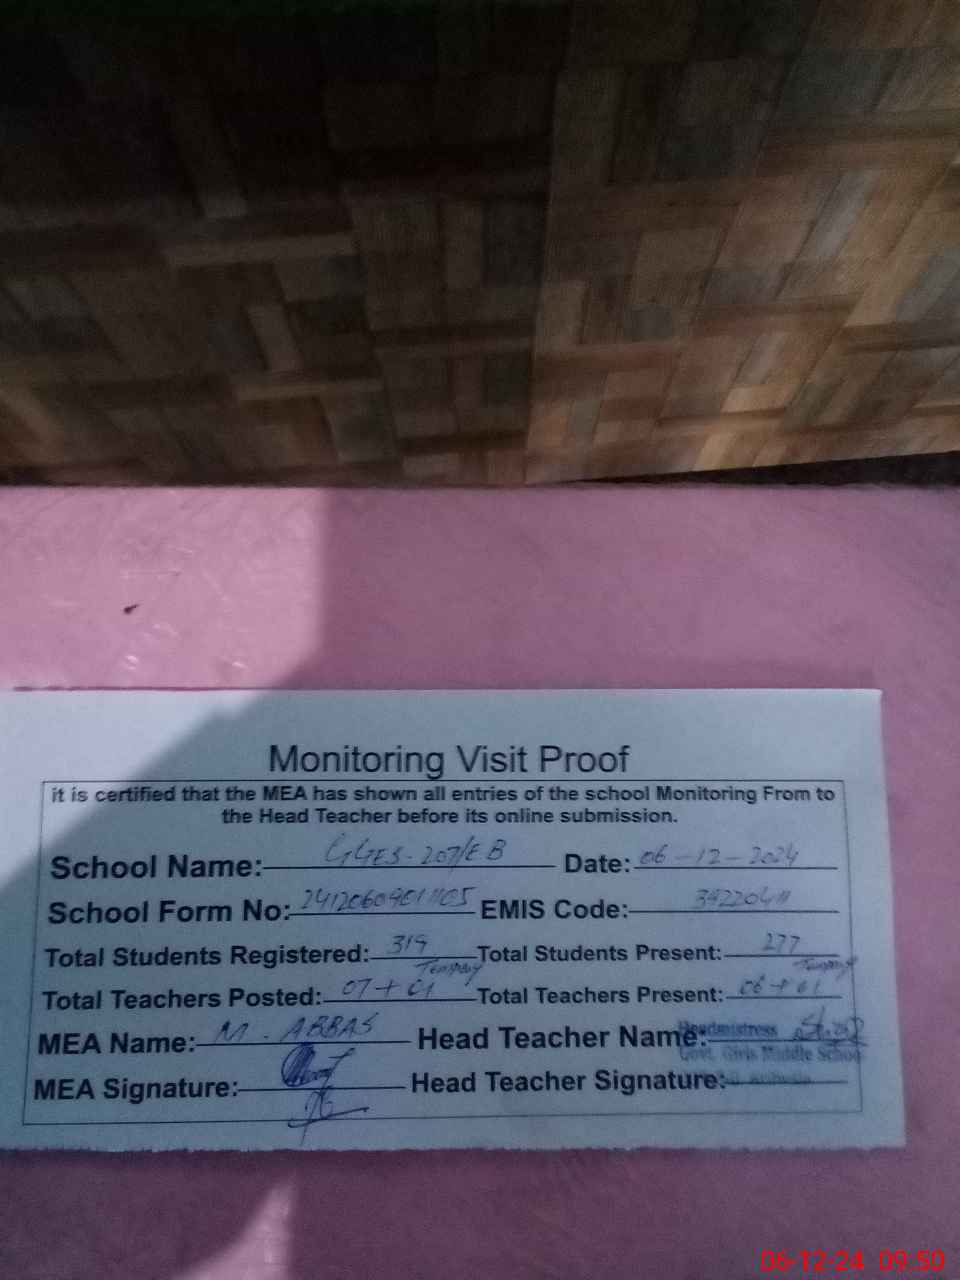 Monitoring Visit Proof
it is certified that the MEA has shown all entries of the school Monitoring From to
the Head Teacher before its online submission.
School Name: GGES-207/EB Date: 06-12-2024
School Form No: EMIS Code:
Total Students Registered: 319 Total Students Present: 277
Total Teachers Posted: 07+01 Total Teachers Present: 06+01
MEA Name: M. ABBAS Head Teacher Name: Headmistress
Govt. Girls Middle School
MEA Signature: Head Teacher Signature:
06-12-24 09:50